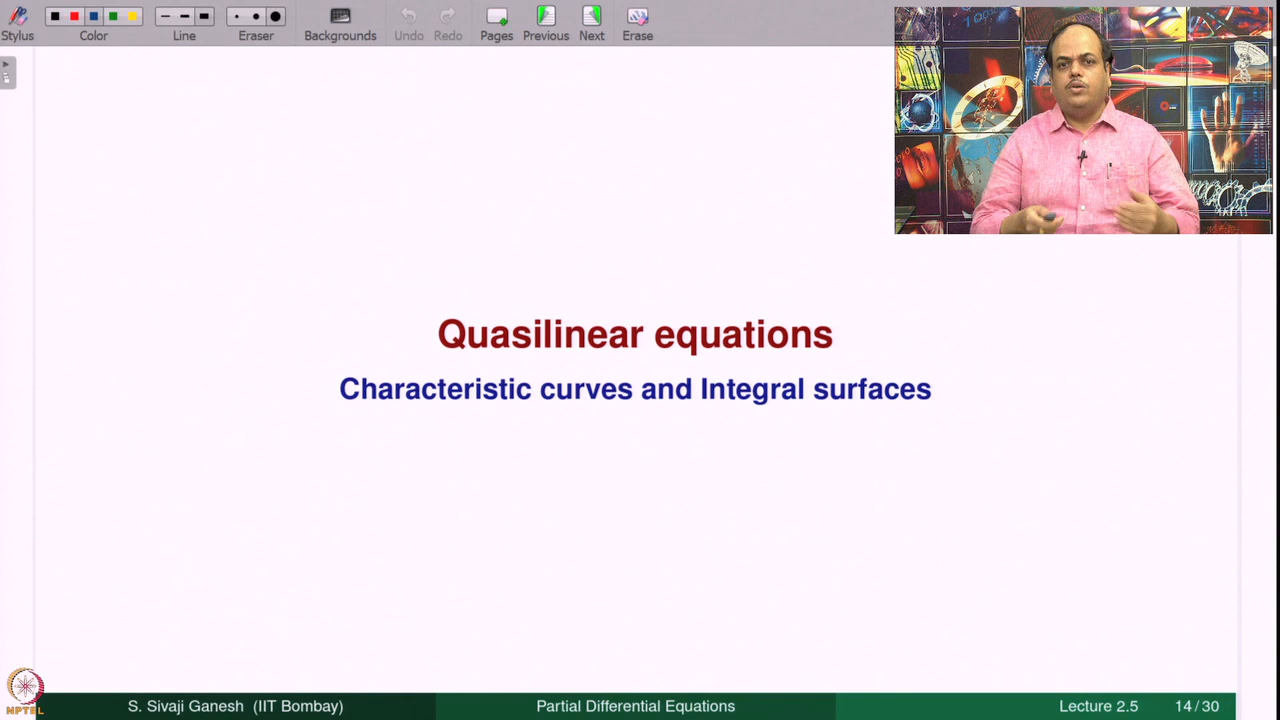 Stylus
Color
Line
Eraser
Backgrounds
Undo
Redo
Pages
Previous
Next
Erase
Quasilinear equations
Characteristic curves and Integral surfaces
NPTEL
S. Sivaji Ganesh (IIT Bombay)
Partial Differential Equations
Lecture 2.5
14/30